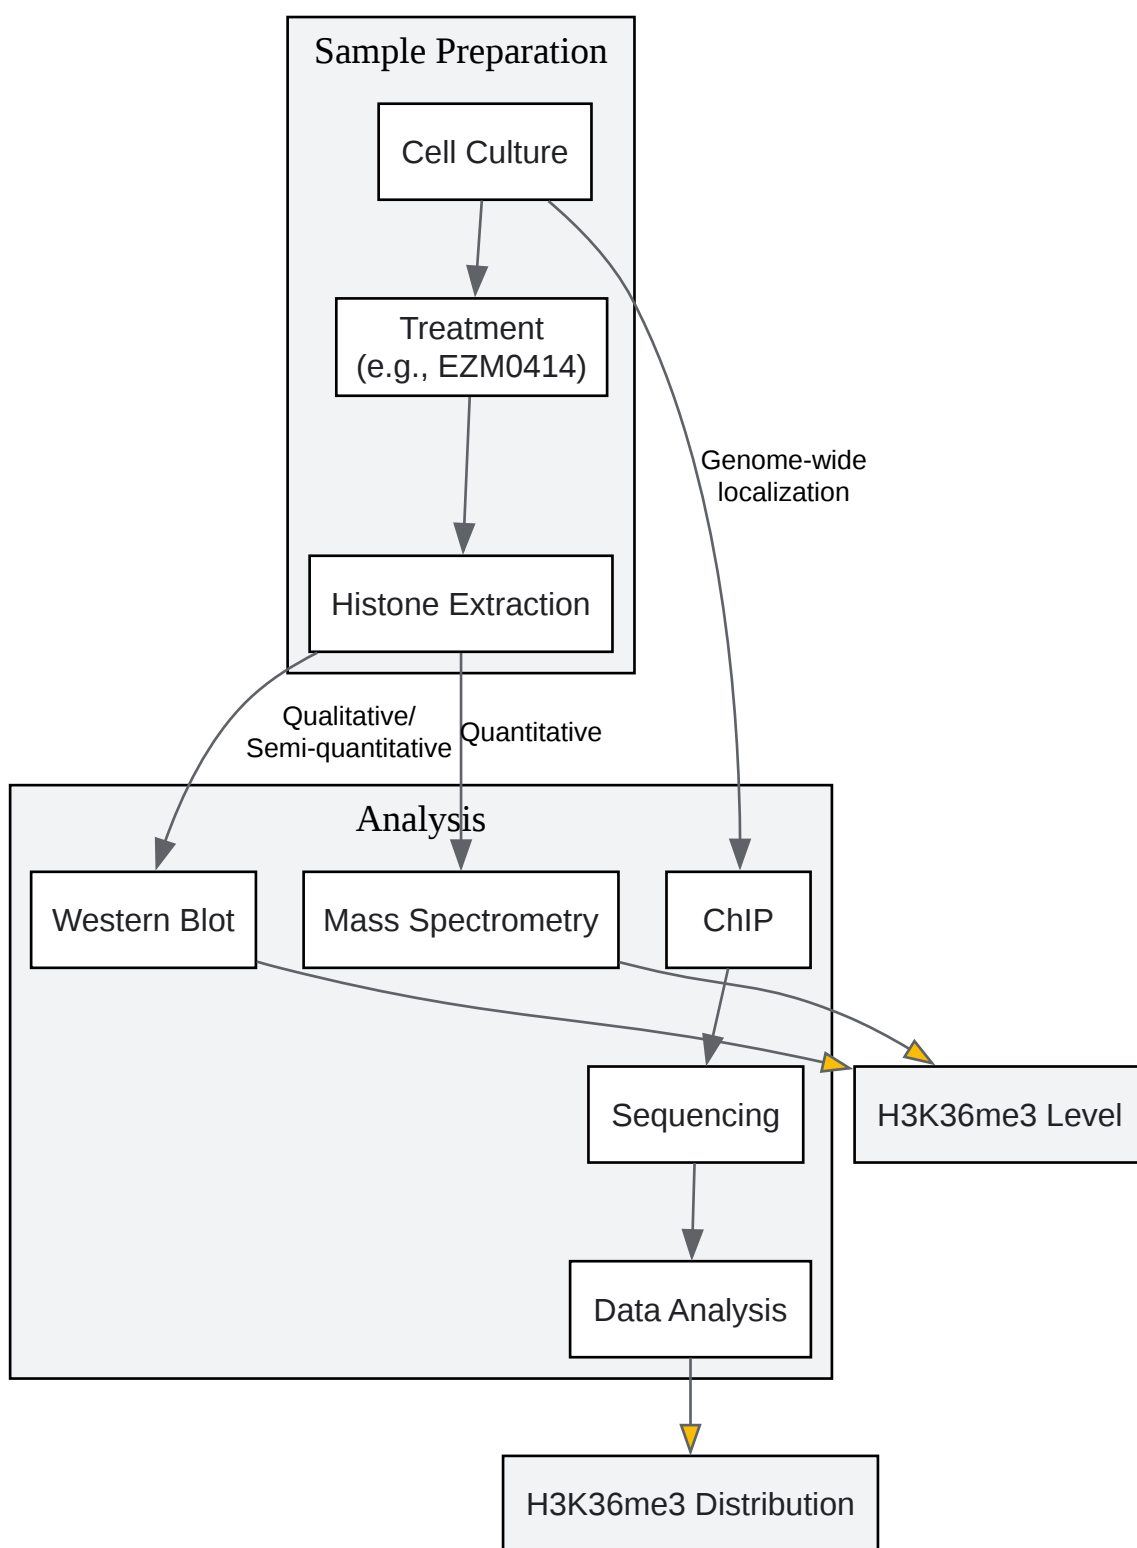 Sample Preparation
Cell Culture
Treatment
(e.g., EZM0414)
Genome-wide
localization
Histone Extraction
Qualitative/
Semi-quantitative
Quantitative
Analysis
Western Blot
Mass Spectrometry
ChIP
Sequencing
H3K36me3 Level
Data Analysis
H3K36me3 Distribution